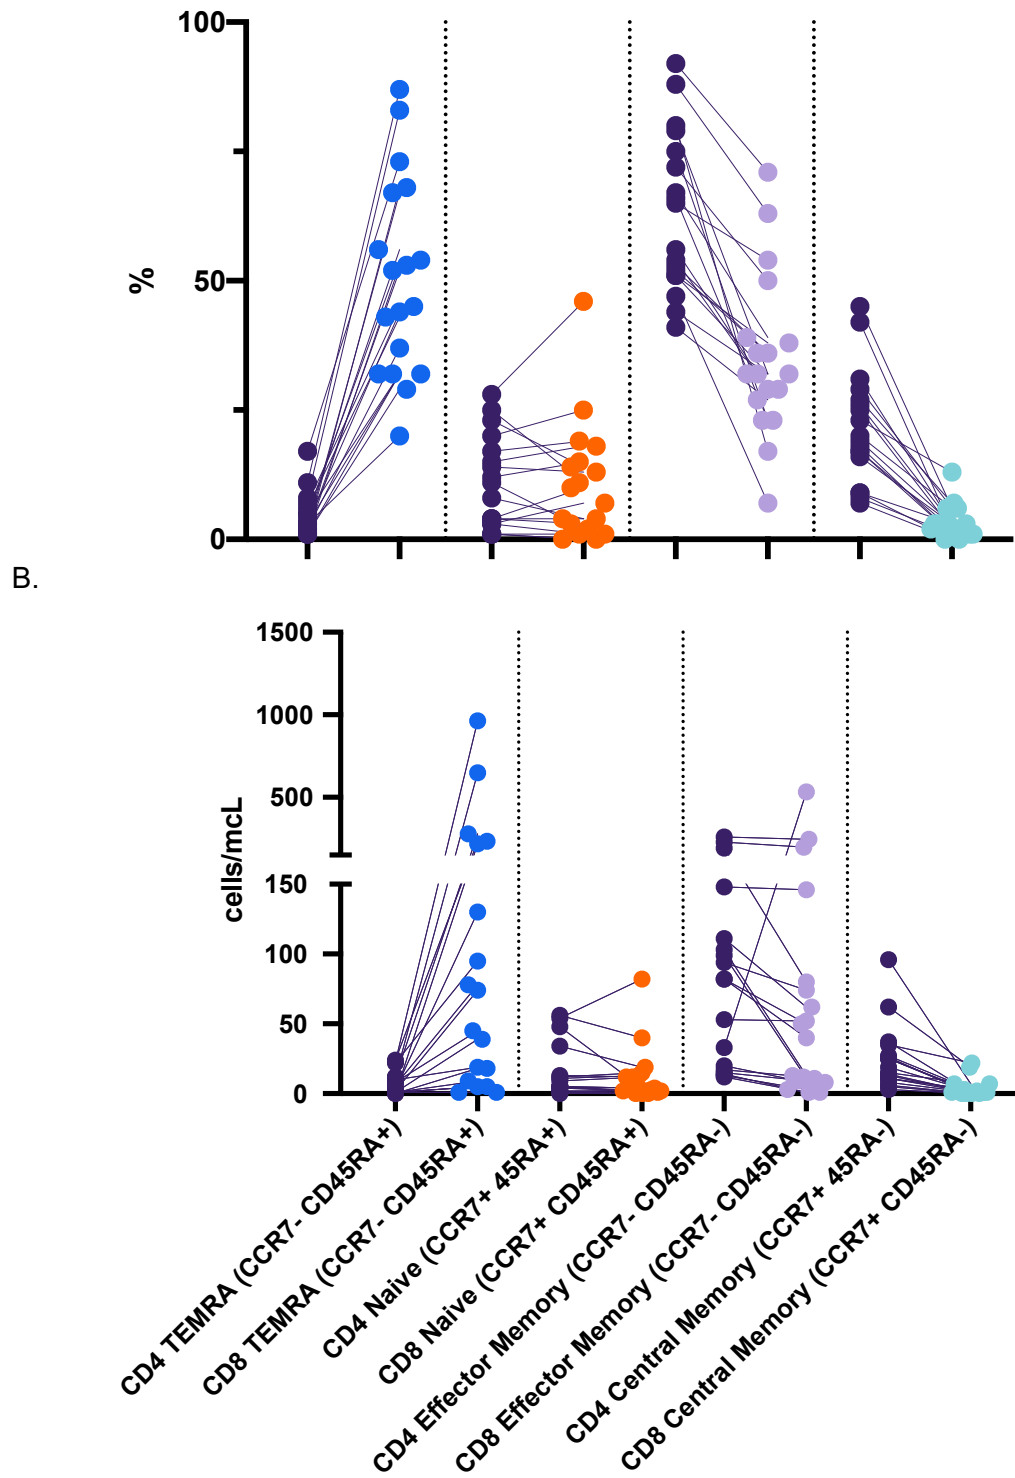 100
%
50
0
B.
1500
1000
500
cells/mcL
150
100
50
0
CD4 TEMRA (CCR7- CD45RA+)
CD8 TEMRA (CCR7- CD45RA+)
CD4 Naive (CCR7+ 45RA+)
CD8 Naive (CCR7+ CD45RA+)
CD4 Effector Memory (CCR7- CD45RA-)
CD8 Effector Memory (CCR7- CD45RA-)
CD4 Central Memory (CCR7+ 45RA-)
CD8 Central Memory (CCR7+ CD45RA-)